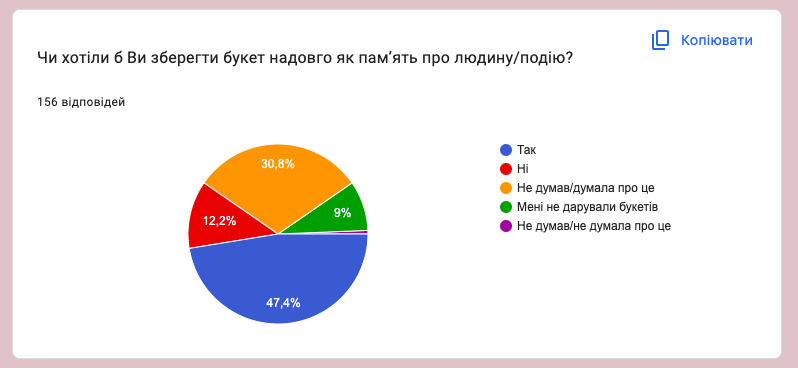 Копіювати
Чи хотіли б Ви зберегти букет надовго як пам’ять про людину/подію?
156 відповідей
Так
Ні
Не думав/думала про це
Мені не дарували букетів
Не думав/не думала про це
30,8%
9%
12,2%
47,4%